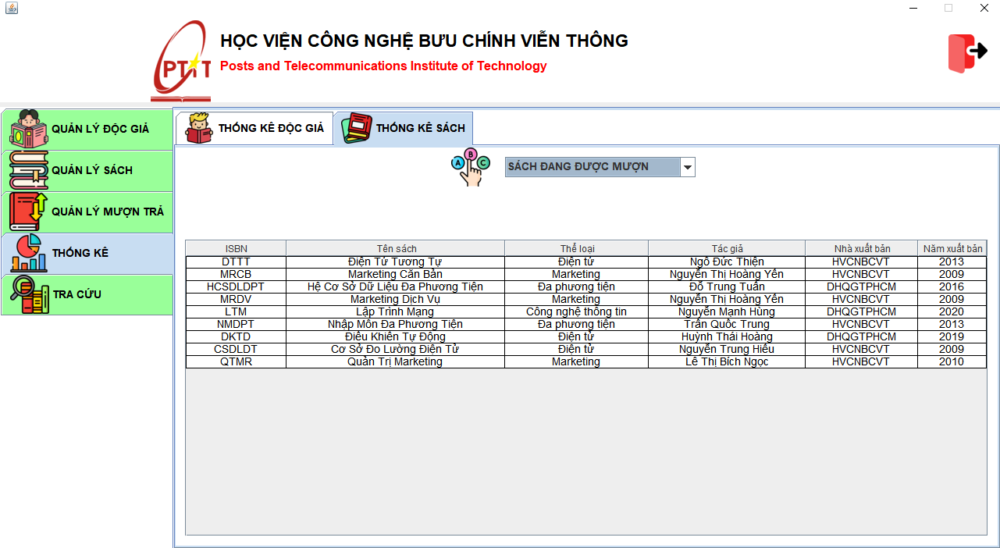 HỌC VIỆN CÔNG NGHỆ BƯU CHÍNH VIỄN THÔNG
PTIT
Posts and Telecommunications Institute of Technology
QUẢN LÝ ĐỘC GIẢ
QUẢN LÝ SÁCH
QUẢN LÝ MƯỢN TRẢ
THỐNG KÊ
TRA CỨU
THỐNG KÊ ĐỘC GIẢ THỐNG KÊ SÁCH
A B C
SÁCH ĐANG ĐƯỢC MƯỢN
ISBN Tên sách Thể loại Tác giả Nhà xuất bản Năm xuất bản
DTTT Điện Tử Tương Tự Điện tử Ngô Đức Thiện HVCNBCVT 2013
MRCB Marketing Căn Bản Marketing Nguyễn Thị Hoàng Yến HVCNBCVT 2009
HCSDLDPT Hệ Cơ Sở Dữ Liệu Đa Phương Tiện Đa phương tiện Đỗ Trung Tuấn DHQGTPHCM 2016
MRDV Marketing Dịch Vụ Marketing Nguyễn Thị Hoàng Yến HVCNBCVT 2009
LTM Lập Trình Mạng Công nghệ thông tin Nguyễn Mạnh Hùng DHQGTPHCM 2020
NMDPT Nhập Môn Đa Phương Tiện Đa phương tiện Trần Quốc Trung HVCNBCVT 2013
DKTD Điều Khiển Tự Động Điện tử Huỳnh Thái Hoàng DHQGTPHCM 2019
CSDLDT Cơ Sở Đo Lường Điện Tử Điện tử Nguyễn Trung Hiếu HVCNBCVT 2009
QTMR Quản Trị Marketing Marketing Lê Thị Bích Ngọc HVCNBCVT 2010